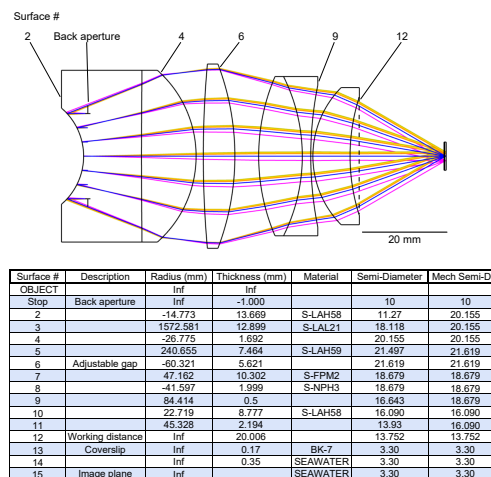 Surface #
2 Back aperture 4 6 9 12
20 mm
Surface # Description Radius (mm) Thickness (mm) Material Semi-Diameter Mech Semi-D
OBJECT Inf Inf
Stop Back aperture Inf -1.000 10 10
2 -14.773 13.669 S-LAH58 11.27 20.155
3 1572.581 12.899 S-LAL21 18.118 20.155
4 -26.775 1.692 20.155 20.155
5 240.655 7.464 S-LAH59 21.497 21.619
6 Adjustable gap -60.321 5.621 21.619 21.619
7 47.162 10.302 S-FPM2 18.679 18.679
8 -41.597 1.999 S-NPH3 18.679 18.679
9 84.414 0.5 16.643 18.679
10 22.719 8.777 S-LAH58 16.090 16.090
11 45.328 2.194 13.93 16.090
12 Working distance Inf 20.006 13.752 13.752
13 Coverslip Inf 0.17 BK-7 3.30 3.30
14 Inf 0.35 SEAWATER 3.30 3.30
15 Image plane Inf SEAWATER 3.30 3.30